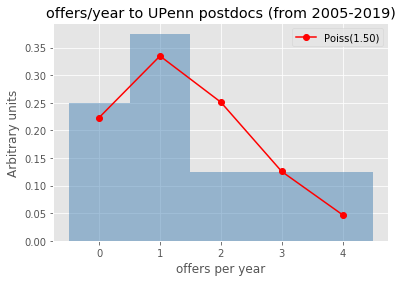 offers/year to UPenn postdocs (from 2005-2019)
Poiss(1.50)
0.35
0.30
0.25
0.20
0.15
0.10
0.05
0.00
Arbitrary units
0 1 2 3 4
offers per year